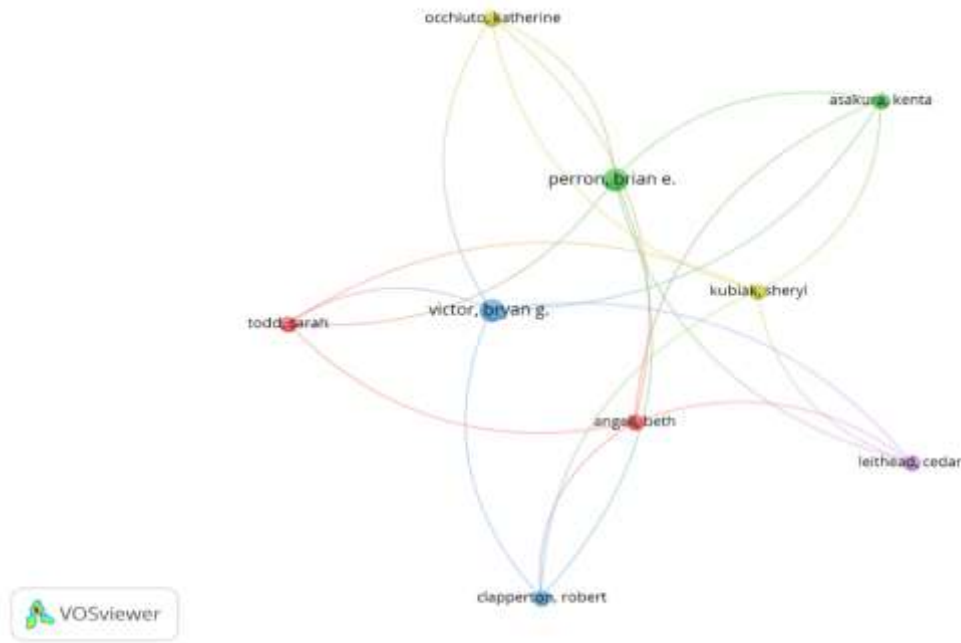 occhiuto, katherine
asakura, kenta
perron, brian e.
kubiak, sheryl
victor, bryan g.
todd, sarah
angell, beth
leithead, cedar
clapperton, robert
VOSviewer